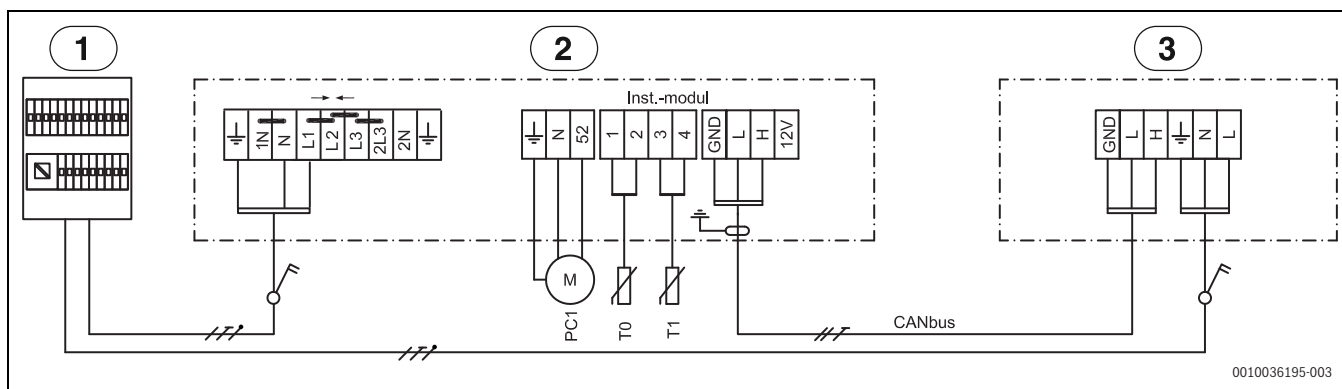 1
2
3
Inst.-modul
1N
N
L1
L2
L3
2L3
2N
N
52
1
2
3
4
GND
L
H
12V
GND
L
H
N
L
M
PC1
T0
T1
CANbus
0010036195-003